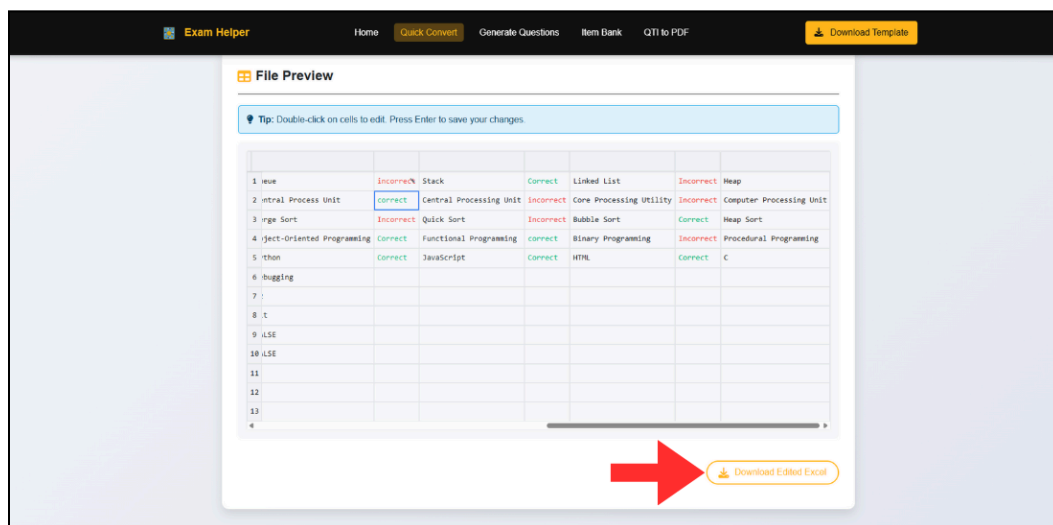 Exam Helper Home Quick Convert Generate Questions Item Bank QTI to PDF Download Template
File Preview
Tip: Double-click on cells to edit. Press Enter to save your changes.
1 Stack Correct Linked List Incorrect Heap
2 Process Unit correct Central Processing Unit incorrect Core Processing Utility Incorrect Computer Processing Unit
3 Sort Incorrect Quick Sort Incorrect Bubble Sort Correct Heap Sort
4 Programming Correct Functional Programming correct Binary Programming Incorrect Procedural Programming
5 Correct JavaScript Correct HTML Correct C
6
7
8
9
10
11
12
13
Download Edited Excel